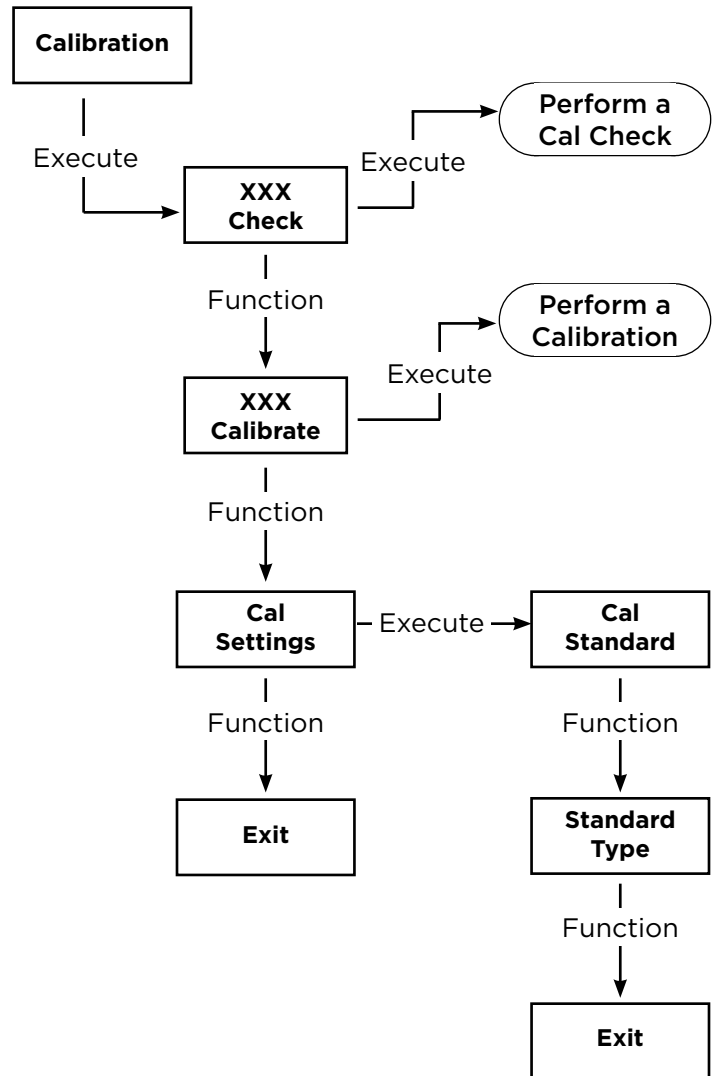 Calibration
Execute
XXX
Check
Execute
Perform a
Cal Check
Function
XXX
Calibrate
Execute
Perform a
Calibration
Function
Cal
Settings
Execute
Cal
Standard
Function
Exit
Function
Standard
Type
Function
Exit